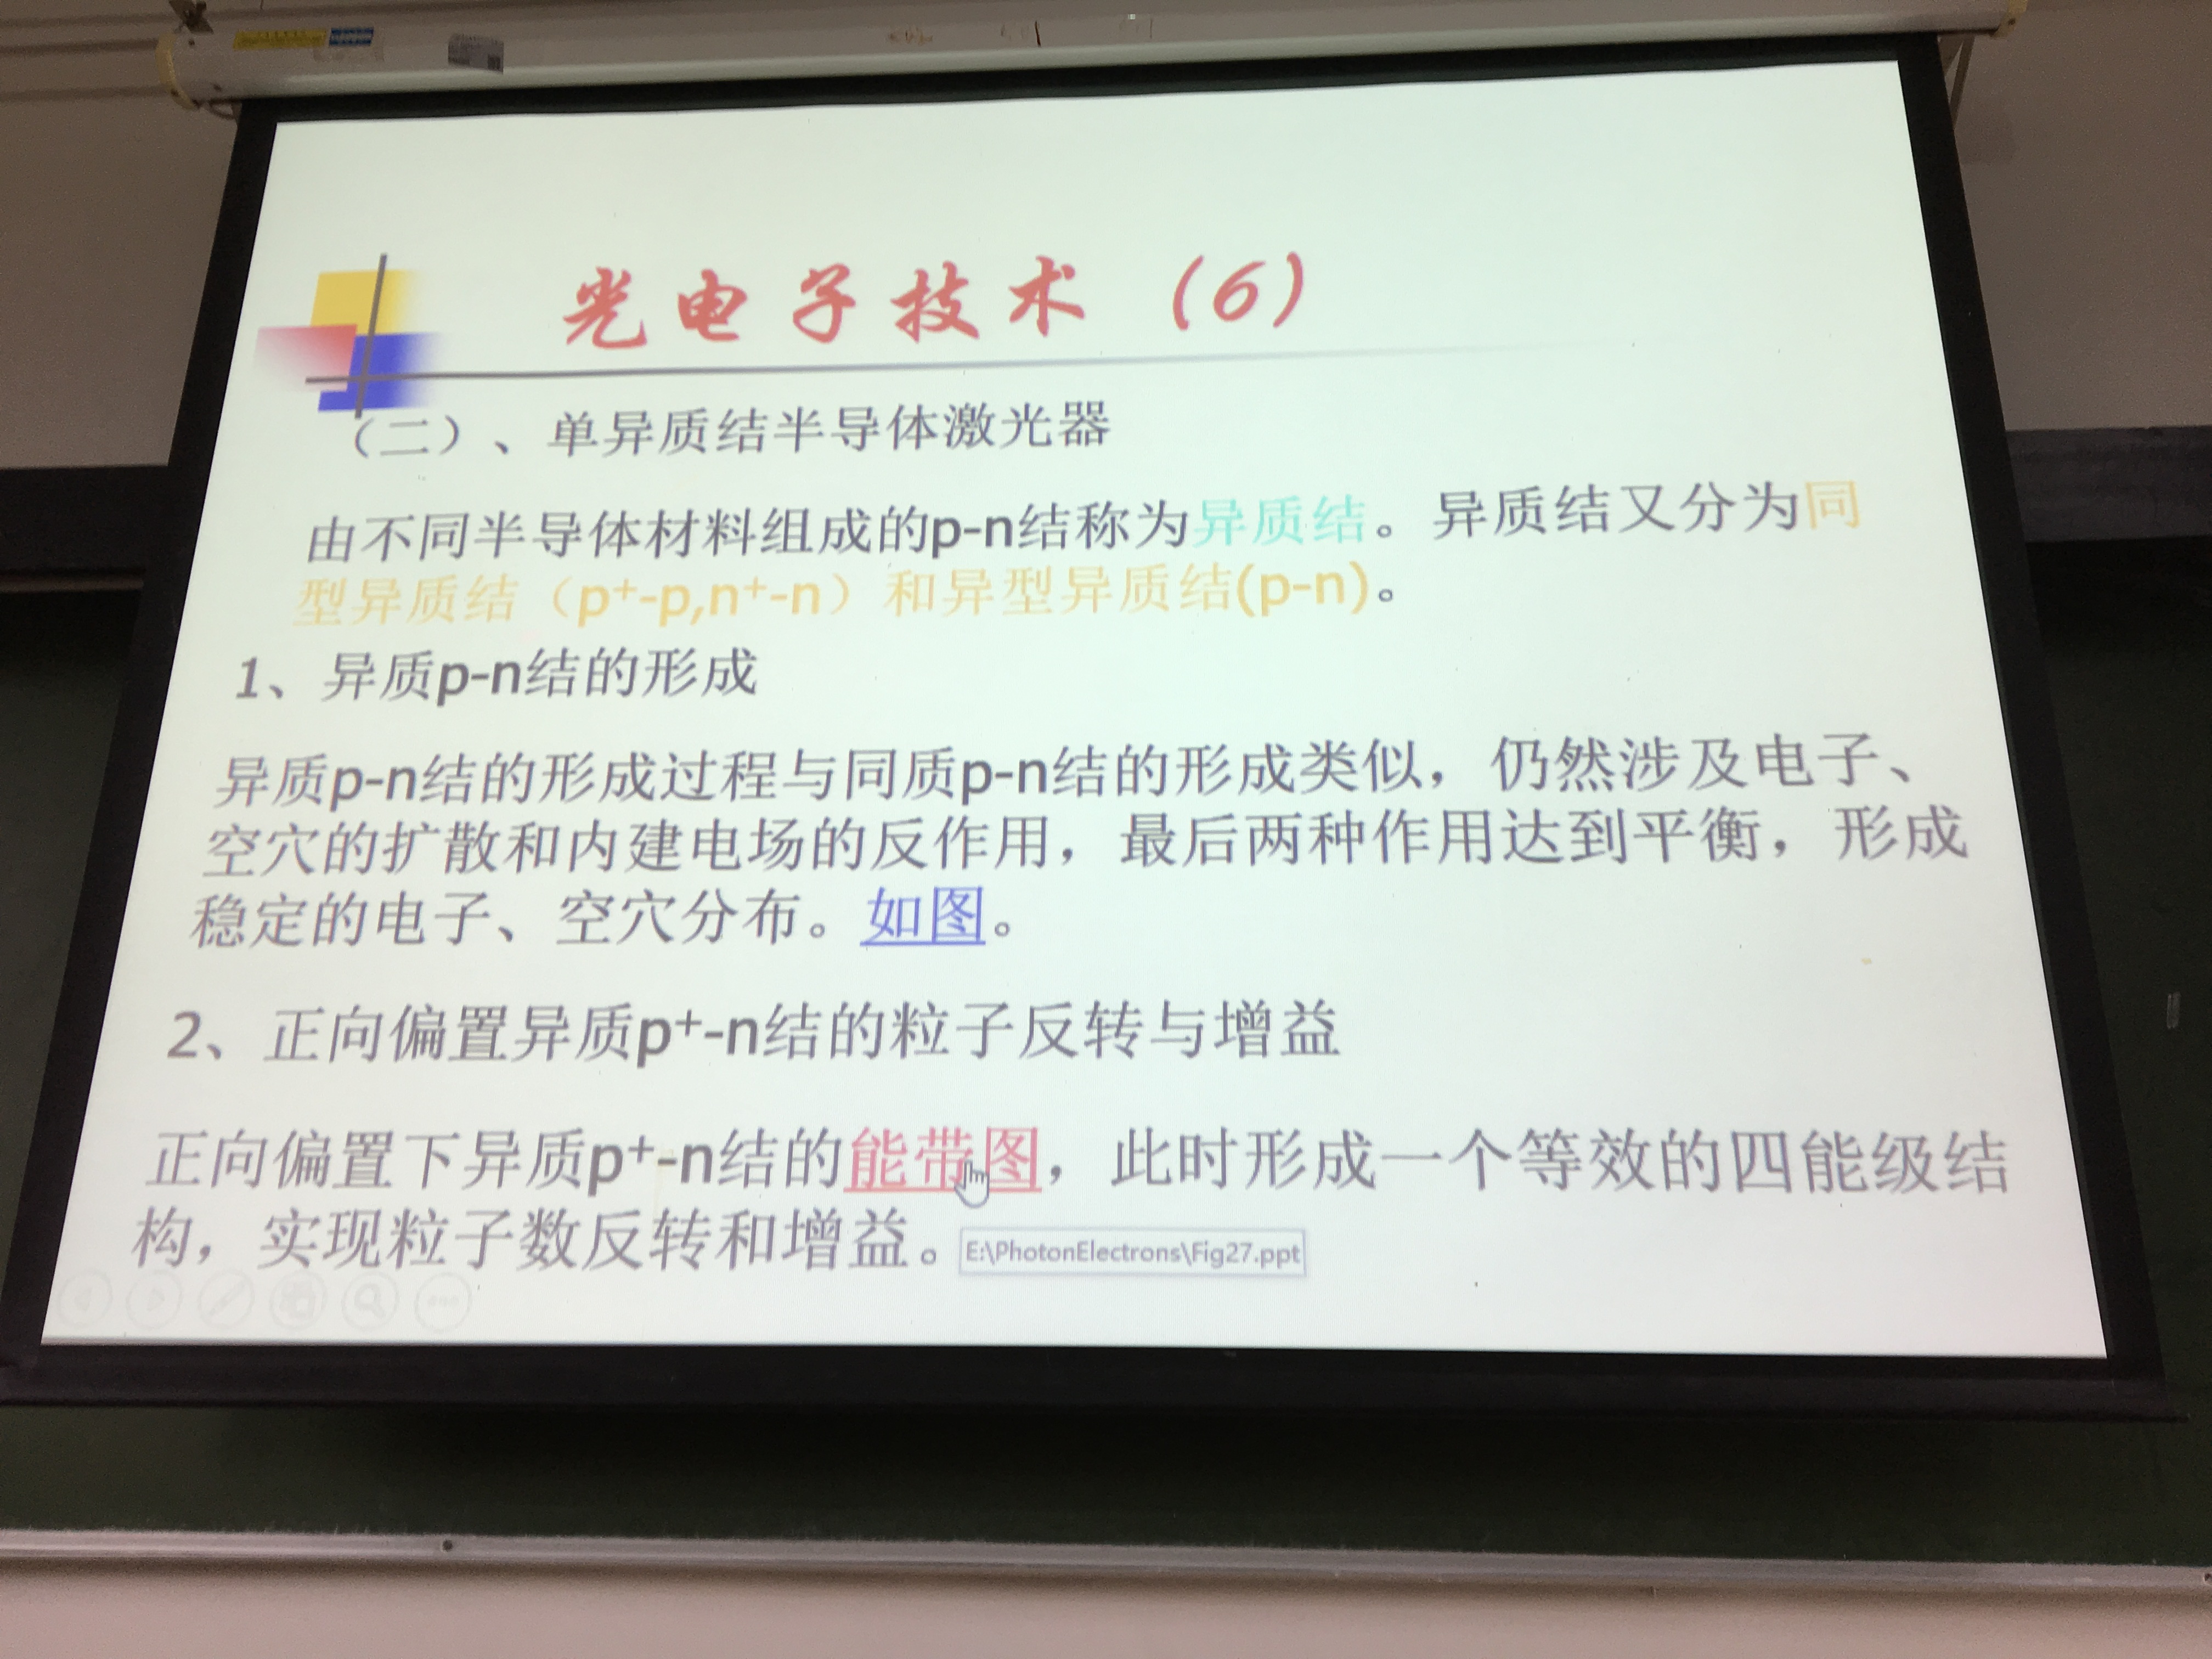 光电子技术（6）
（二）、单异质结半导体激光器
由不同半导体材料组成的p-n结称为异质结。异质结又分为同
型异质结（p⁺-p,n⁺-n）和异型异质结(p-n)。
1、异质p-n结的形成
异质p-n结的形成过程与同质p-n结的形成类似，仍然涉及电子、
空穴的扩散和内建电场的反作用，最后两种作用达到平衡，形成
稳定的电子、空穴分布。如图。
2、正向偏置异质p⁺-n结的粒子反转与增益
正向偏置下异质p⁺-n结的能带图，此时形成一个等效的四能级结
构，实现粒子数反转和增益。
E:\PhotonElectrons\Fig27.ppt